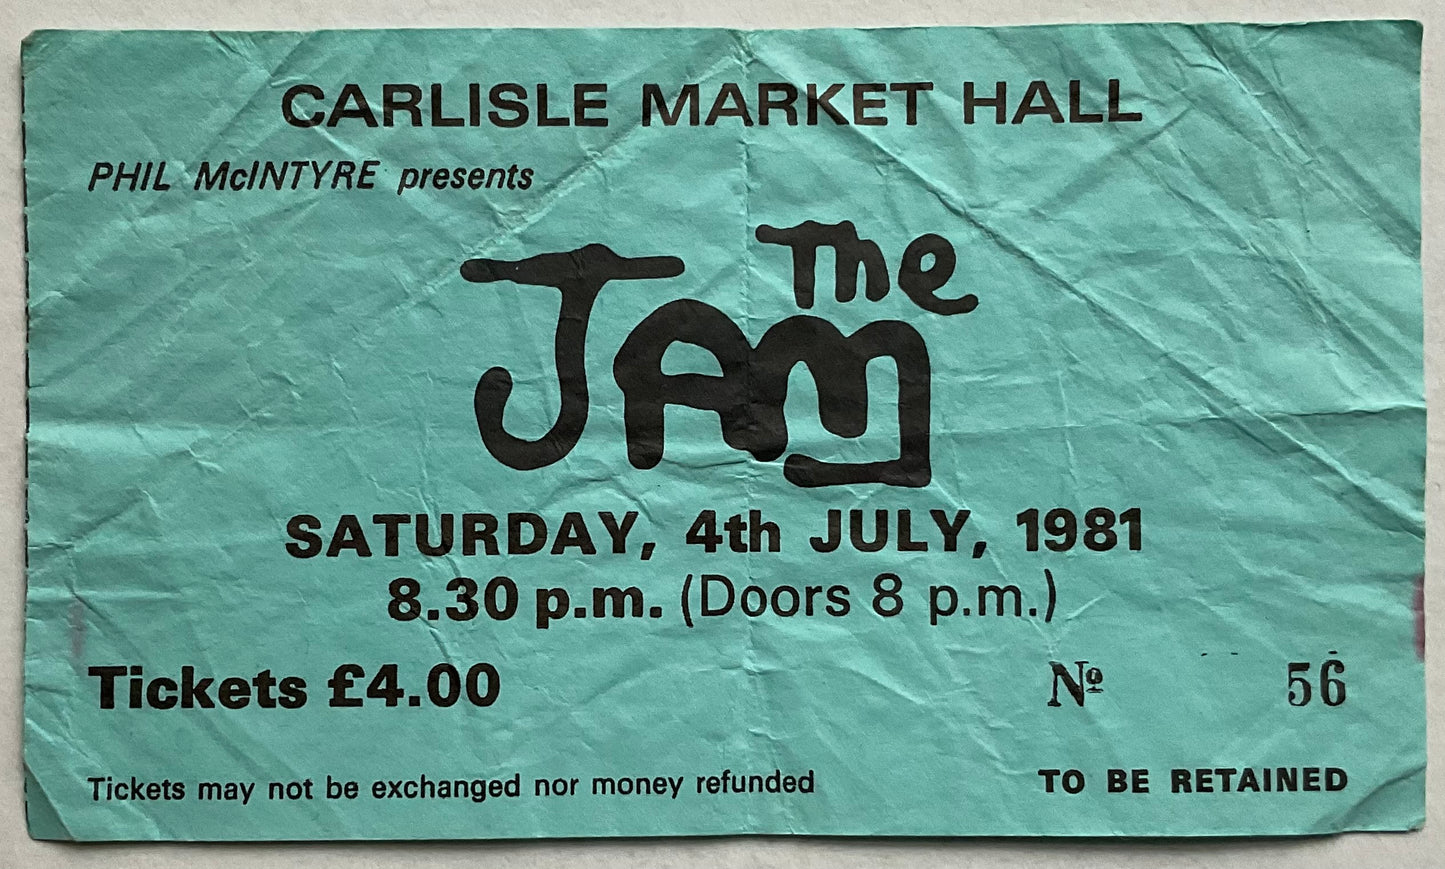 CARLISLE MARKET HALL
PHIL McINTYRE presents
The
JAM
SATURDAY, 4th JULY, 1981
8.30 p.m. (Doors 8 p.m.)
Tickets £4.00
Nº 56
Tickets may not be exchanged nor money refunded
TO BE RETAINED